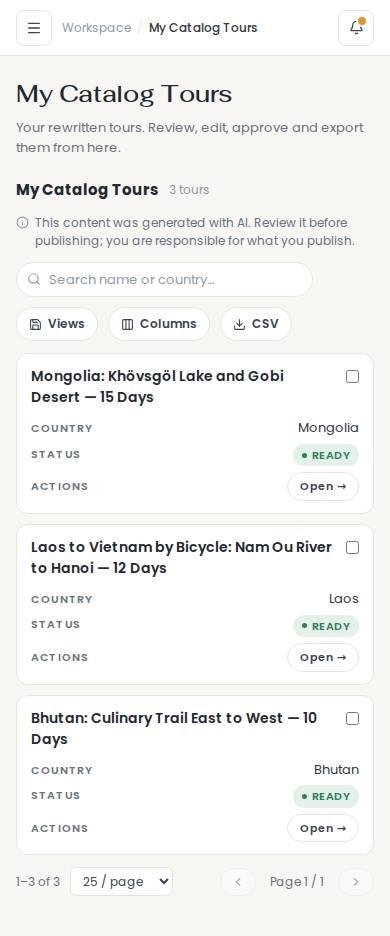 Workspace / My Catalog Tours
My Catalog Tours
Your rewritten tours. Review, edit, approve and export
them from here.
My Catalog Tours 3 tours
This content was generated with AI. Review it before
publishing; you are responsible for what you publish.
Search name or country...
Views Columns CSV
Mongolia: Khövsgöl Lake and Gobi
Desert — 15 Days
COUNTRY Mongolia
STATUS READY
ACTIONS Open →
Laos to Vietnam by Bicycle: Nam Ou River
to Hanoi — 12 Days
COUNTRY Laos
STATUS READY
ACTIONS Open →
Bhutan: Culinary Trail East to West — 10
Days
COUNTRY Bhutan
STATUS READY
ACTIONS Open →
1–3 of 3 25 / page Page 1 / 1